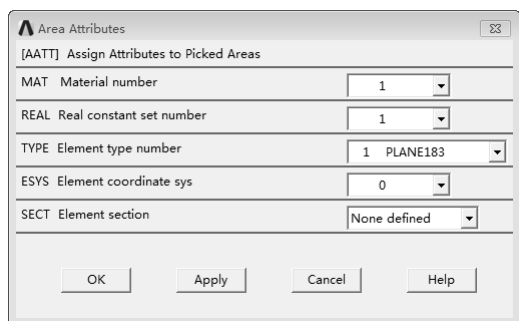 Area Attributes
[AATT] Assign Attributes to Picked Areas
MAT Material number 1
REAL Real constant set number 1
TYPE Element type number 1 PLANE183
ESYS Element coordinate sys 0
SECT Element section None defined
OK Apply Cancel Help